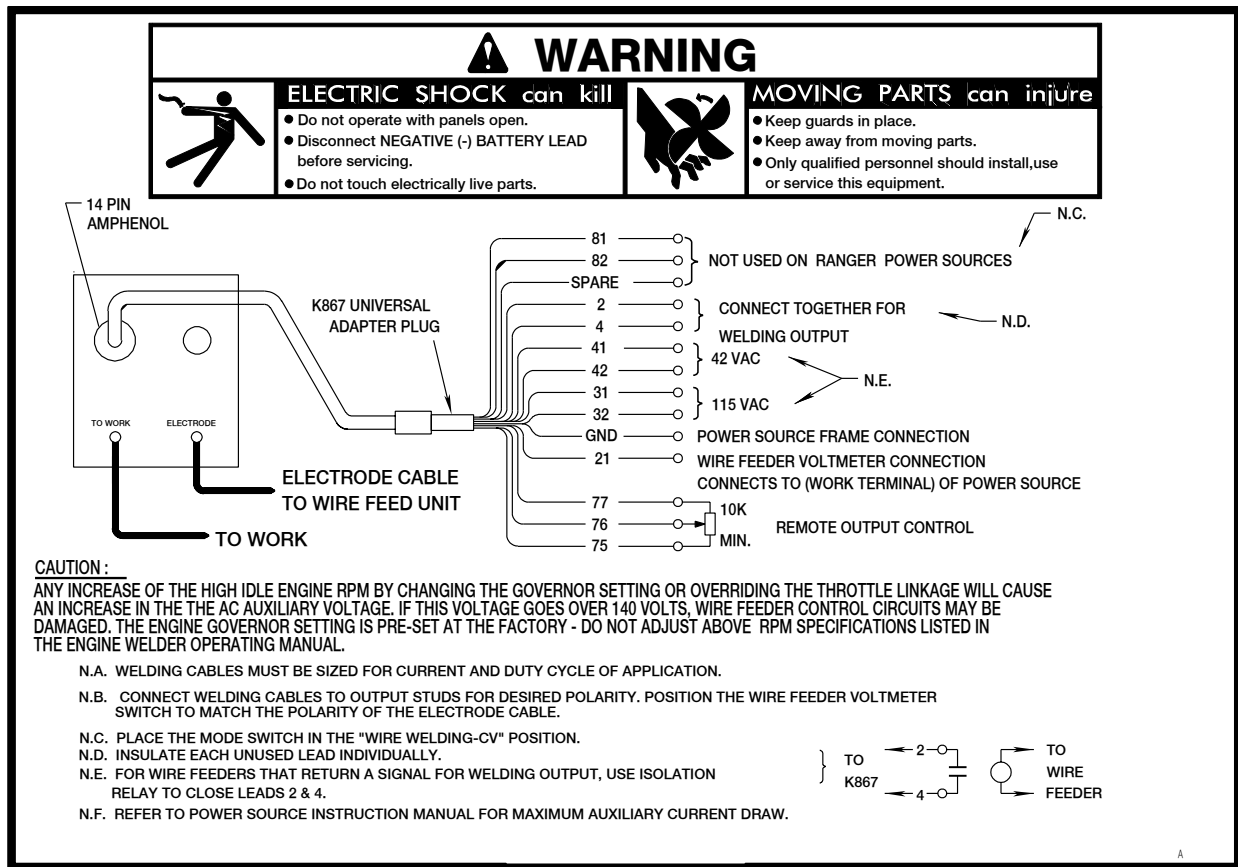 WARNING
ELECTRIC SHOCK can kill
● Do not operate with panels open.
● Disconnect NEGATIVE (-) BATTERY LEAD
before servicing.
● Do not touch electrically live parts.
MOVING PARTS can injure
● Keep guards in place.
● Keep away from moving parts.
● Only qualified personnel should install,use
or service this equipment.
14 PIN
AMPHENOL
K867 UNIVERSAL
ADAPTER PLUG
TO WORK
ELECTRODE
ELECTRODE CABLE
TO WIRE FEED UNIT
TO WORK
81
82
SPARE
2
4
41
42
31
32
GND
21
77
76
75
N.C.
NOT USED ON RANGER POWER SOURCES
CONNECT TOGETHER FOR
WELDING OUTPUT
N.D.
42 VAC
N.E.
115 VAC
POWER SOURCE FRAME CONNECTION
WIRE FEEDER VOLTMETER CONNECTION
CONNECTS TO (WORK TERMINAL) OF POWER SOURCE
10K
MIN.
REMOTE OUTPUT CONTROL
CAUTION :
ANY INCREASE OF THE HIGH IDLE ENGINE RPM BY CHANGING THE GOVERNOR SETTING OR OVERRIDING THE THROTTLE LINKAGE WILL CAUSE
AN INCREASE IN THE THE AC AUXILIARY VOLTAGE. IF THIS VOLTAGE GOES OVER 140 VOLTS, WIRE FEEDER CONTROL CIRCUITS MAY BE
DAMAGED. THE ENGINE GOVERNOR SETTING IS PRE-SET AT THE FACTORY - DO NOT ADJUST ABOVE RPM SPECIFICATIONS LISTED IN
THE ENGINE WELDER OPERATING MANUAL.
N.A. WELDING CABLES MUST BE SIZED FOR CURRENT AND DUTY CYCLE OF APPLICATION.
N.B. CONNECT WELDING CABLES TO OUTPUT STUDS FOR DESIRED POLARITY. POSITION THE WIRE FEEDER VOLTMETER
SWITCH TO MATCH THE POLARITY OF THE ELECTRODE CABLE.
N.C. PLACE THE MODE SWITCH IN THE "WIRE WELDING-CV" POSITION.
N.D. INSULATE EACH UNUSED LEAD INDIVIDUALLY.
N.E. FOR WIRE FEEDERS THAT RETURN A SIGNAL FOR WELDING OUTPUT, USE ISOLATION
RELAY TO CLOSE LEADS 2 & 4.
N.F. REFER TO POWER SOURCE INSTRUCTION MANUAL FOR MAXIMUM AUXILIARY CURRENT DRAW.
TO
K867
2
4
TO
WIRE
FEEDER
A